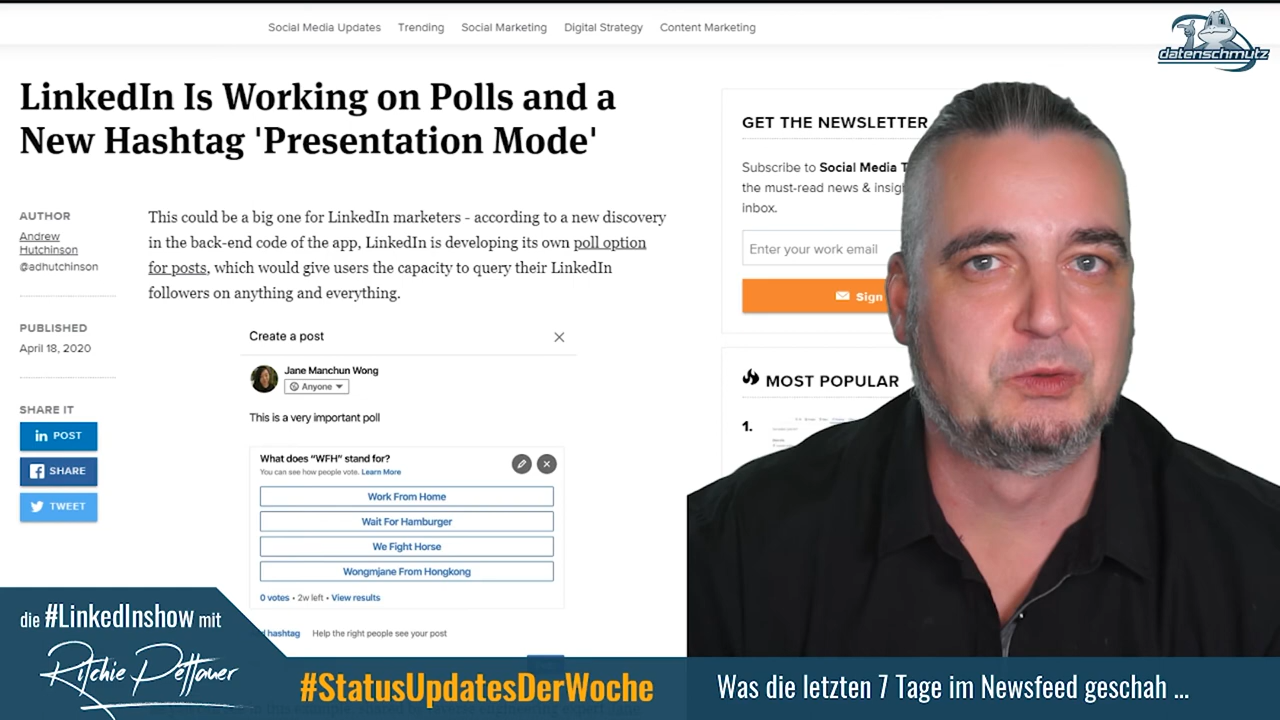 Social Media Updates Trending Social Marketing Digital Strategy Content Marketing
datenschmutz
LinkedIn Is Working on Polls and a
New Hashtag 'Presentation Mode'
AUTHOR
Andrew
Hutchinson
@adhutchinson
PUBLISHED
April 18, 2020
SHARE IT
POST
SHARE
TWEET
This could be a big one for LinkedIn marketers - according to a new discovery
in the back-end code of the app, LinkedIn is developing its own poll option
for posts, which would give users the capacity to query their LinkedIn
followers on anything and everything.
Create a post
Jane Manchun Wong
Anyone
This is a very important poll
What does “WFH” stand for?
You can see how people vote. Learn More
Work From Home
Wait For Hamburger
We Fight Horse
Wongmjane From Hongkong
0 votes • 2w left • View results
hashtag Help the right people see your post
GET THE NEWSLETTER
Subscribe to Social Media T
the must-read news & insig
inbox.
Enter your work email
Sign
MOST POPULAR
1.
die #LinkedInshow mit
Ritchie Pettauer
#StatusUpdatesDerWoche
Was die letzten 7 Tage im Newsfeed geschah ...